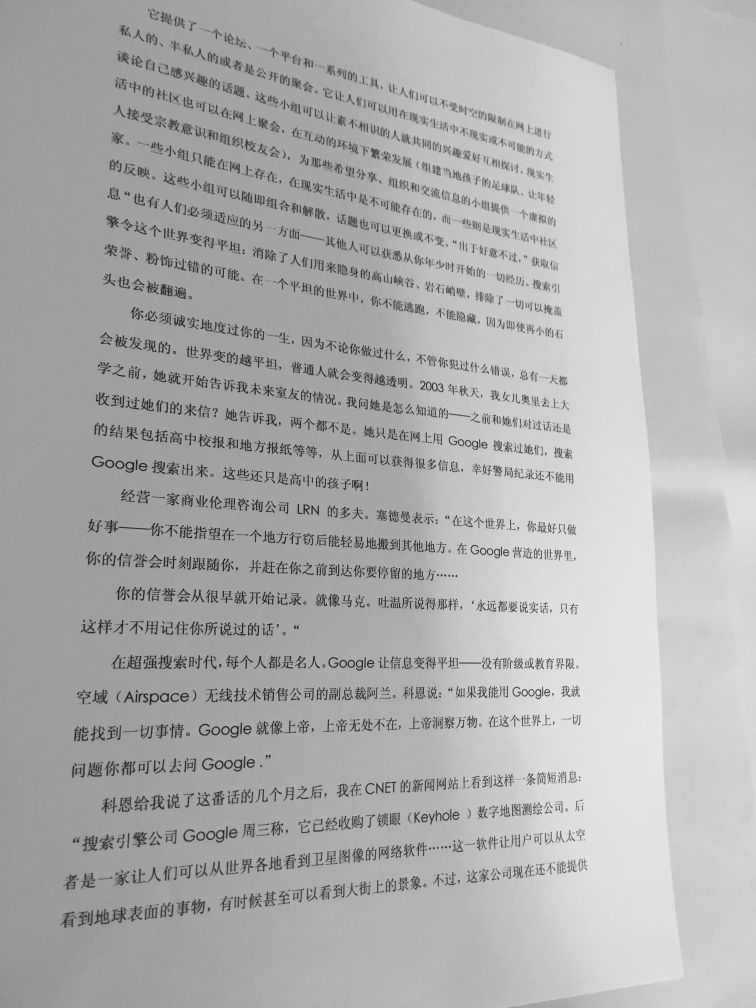 它提供了一个论坛、一个平台和一系列的工具，让人们可以不受时空的限制在网上进行
私人的、半私人的或者是公开的聚会。它让人们可以用在现实生活中不现实或不可能的方式
谈论自己感兴趣的话题。这些小组可以让素不相识的人就共同的兴趣爱好互相探讨。现实生
活中的社区也可以在网上聚会，在互动的环境下繁荣发展（组建当地孩子的足球队、让年轻
人接受宗教意识和组织校友会），为那些希望分享、组织和交流信息的小组提供一个虚拟的
家。一些小组只能在网上存在，在现实生活中是不可能存在的，而一些则是现实生活中社区
的反映。这些小组可以随即组合和解散，话题也可以更换或不变。“出于好意不过，”获取信
息“也有人们必须适应的另一方面——其他人可以获悉从你年少时开始的一切经历。搜索引
擎令这个世界变得平坦；消除了人们用来隐身的高山峡谷、岩石峭壁，排除了一切可以掩盖
荣誉、粉饰过错的可能。在一个平坦的世界中，你不能逃跑，不能隐藏，因为即使再小的石
头也会被翻遍。
你必须诚实地度过你的一生，因为不论你做过什么，不管你犯过什么错误，总有一天都
会被发现的。世界变的越平坦，普通人就会变得越透明。2003 年秋天，我女儿奥里去上大
学之前，她就开始告诉我未来室友的情况。我问她是怎么知道的——之前和她们对过话还是
收到过她们的来信？她告诉我，两个都不是。她只是在网上用 Google 搜索过她们，搜索
的结果包括高中校报和地方报纸等等，从上面可以获得很多信息，幸好警局纪录还不能用
Google 搜索出来。这些还只是高中的孩子啊！
经营一家商业伦理咨询公司 LRN 的多夫。塞德曼表示：“在这个世界上，你最好只做
好事——你不能指望在一个地方行窃后能轻易地搬到其他地方。在 Google 营造的世界里，
你的信誉会时刻跟随你，并赶在你之前到达你要停留的地方……
你的信誉会从很早就开始记录。就像马克。吐温所说得那样，‘永远都要说实话，只有
这样才不用记住你所说过的话’。“
在超强搜索时代，每个人都是名人。Google 让信息变得平坦——没有阶级或教育界限。
空域（Airspace）无线技术销售公司的副总裁阿兰。科恩说：“如果我能用 Google，我就
能找到一切事情。Google 就像上帝，上帝无处不在，上帝洞察万物。在这个世界上，一切
问题你都可以去问 Google .”
科恩给我说了这番话的几个月之后，我在 CNET 的新闻网站上看到这样一条简短消息：
“搜索引擎公司 Google 周三称，它已经收购了锁眼（Keyhole ）数字地图测绘公司。后
者是一家让人们可以从世界各地看到卫星图像的网络软件……这一软件让用户可以从太空
看到地球表面的事物，有时候甚至可以看到大街上的景象。不过，这家公司现在还不能提供